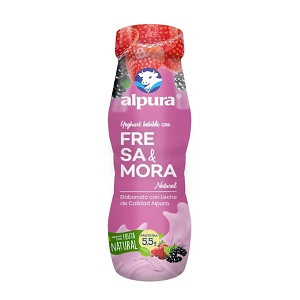 alpura
Yoghurt bebible con
FRE
SA&
MORA
Natural
Elaborado con Leche
de Calidad Alpura
FRUTA
NATURAL
PROTEÍNA
5.5g